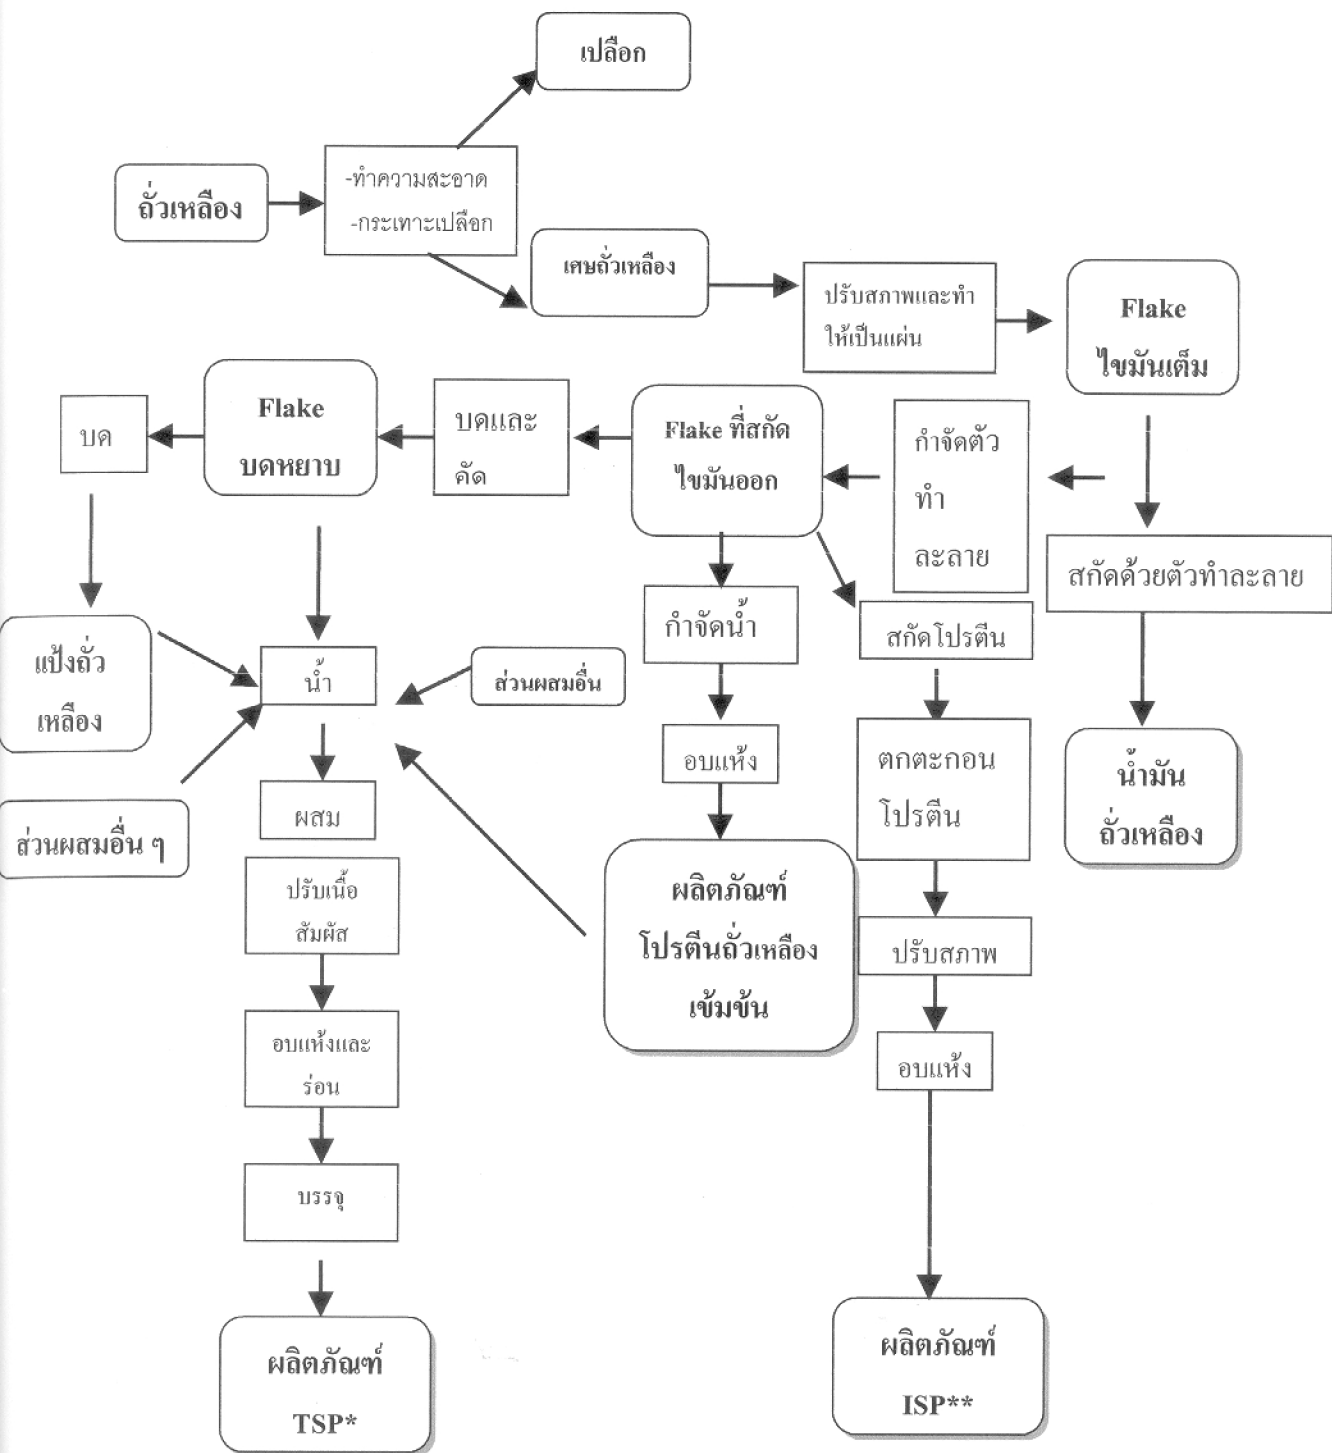 เปลือก
-ทำความสะอาด
-กระเทาะเปลือก
ถั่วเหลือง
เศษถั่วเหลือง
ปรับสภาพและทำ
ให้เป็นแผ่น
Flake
ไขมันเต็ม
บด
Flake
บดหยาบ
บดและ
คัด
Flake ที่สกัด
ไขมันออก
กำจัดตัว
ทำ
ละลาย
สกัดด้วยตัวทำละลาย
แป้งถั่ว
เหลือง
น้ำ
ส่วนผสมอื่น
กำจัดน้ำ
สกัดโปรตีน
ส่วนผสมอื่น ๆ
ผสม
อบแห้ง
ตกตะกอน
โปรตีน
น้ำมัน
ถั่วเหลือง
ปรับเนื้อ
สัมผัส
ผลิตภัณฑ์
โปรตีนถั่วเหลือง
เข้มข้น
ปรับสภาพ
อบแห้งและ
ร่อน
อบแห้ง
บรรจุ
ผลิตภัณฑ์
TSP*
ผลิตภัณฑ์
ISP**